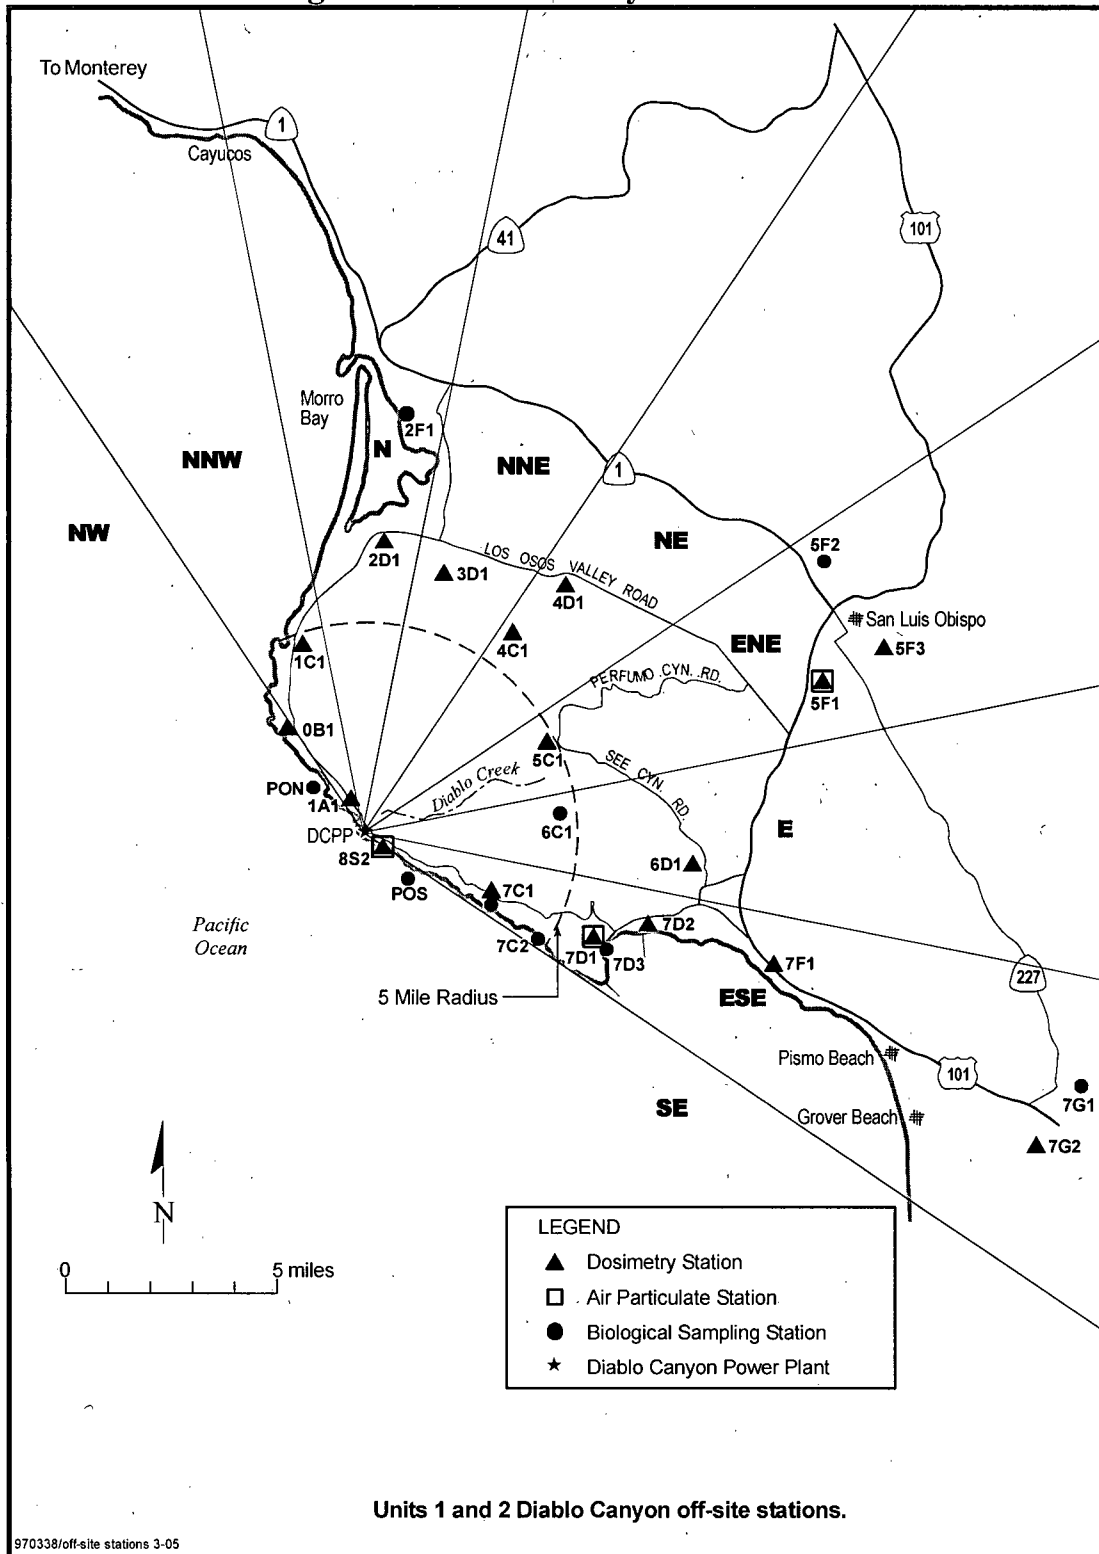 To Monterey
1
Cayucos
41
101
Morro
Bay
2F1
N
NNW
NNE
1
NW
NE
5F2
2D1
LOS OSOS VALLEY ROAD
3D1
4D1
San Luis Obispo
ENE
5F3
1C1
4C1
PERFUMO CYN. RD.
5F1
0B1
5C1
SEE CYN. RD.
PON
1A1
Diablo Creek
DCPP
6C1
E
8S2
6D1
POS
7C1
Pacific
Ocean
7C2
7D1
7D3
7D2
7F1
227
5 Mile Radius
ESE
Pismo Beach
101
SE
Grover Beach
7G1
7G2
N
0 5 miles
LEGEND
Dosimetry Station
Air Particulate Station
Biological Sampling Station
Diablo Canyon Power Plant
Units 1 and 2 Diablo Canyon off-site stations.
970338/off-site stations 3-05